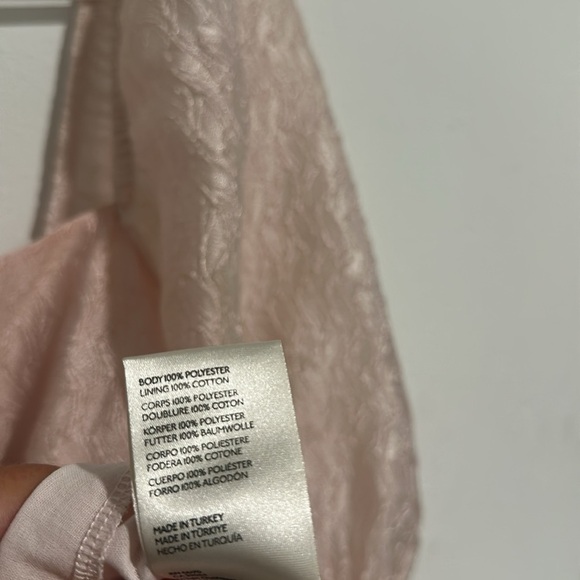 BODY 100% POLYESTER
LINING 100% COTTON
CORPS 100% POLYESTER
DOUBLURE 100% COTON
KÖRPER 100% POLYESTER
FUTTER 100% BAUMWOLLE
CORPO 100% POLIESTERE
FODERA 100% COTONE
CUERPO 100% POLIÉSTER
FORRO 100% ALGODÓN
MADE IN TURKEY
MADE IN TÜRKIYE
HECHO EN TURQUÍA